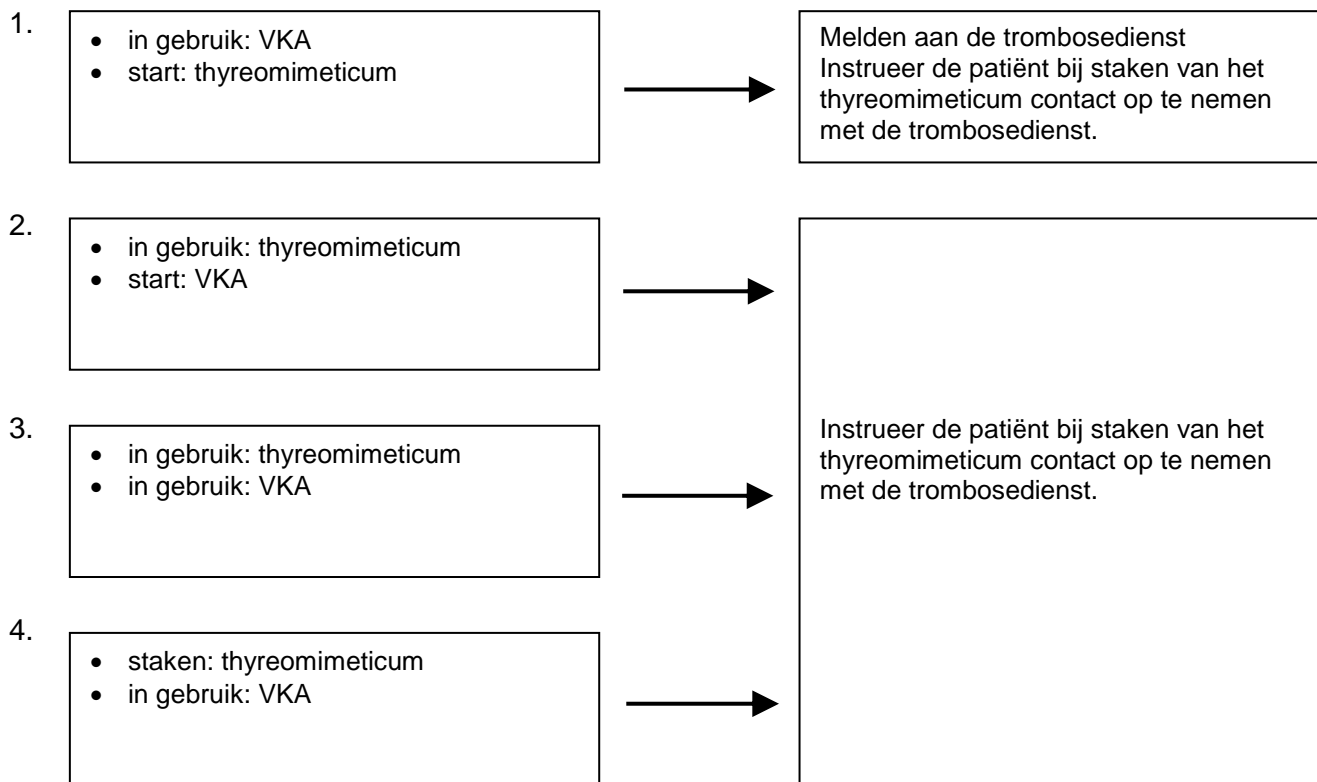 1.
• in gebruik: VKA
• start: thyreomimeticum
Melden aan de trombosedienst
Instrueer de patiënt bij staken van het
thyreomimeticum contact op te nemen
met de trombosedienst.
2.
• in gebruik: thyreomimeticum
• start: VKA
3.
• in gebruik: thyreomimeticum
• in gebruik: VKA
Instrueer de patiënt bij staken van het
thyreomimeticum contact op te nemen
met de trombosedienst.
4.
• staken: thyreomimeticum
• in gebruik: VKA